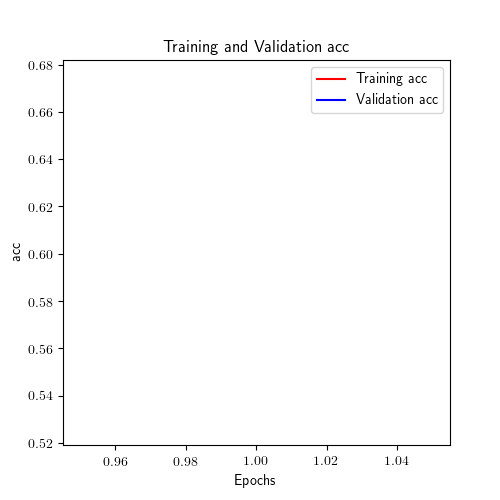 Training and Validation acc
Training acc
Validation acc
acc
0.68
0.66
0.64
0.62
0.60
0.58
0.56
0.54
0.52
0.96 0.98 1.00 1.02 1.04
Epochs